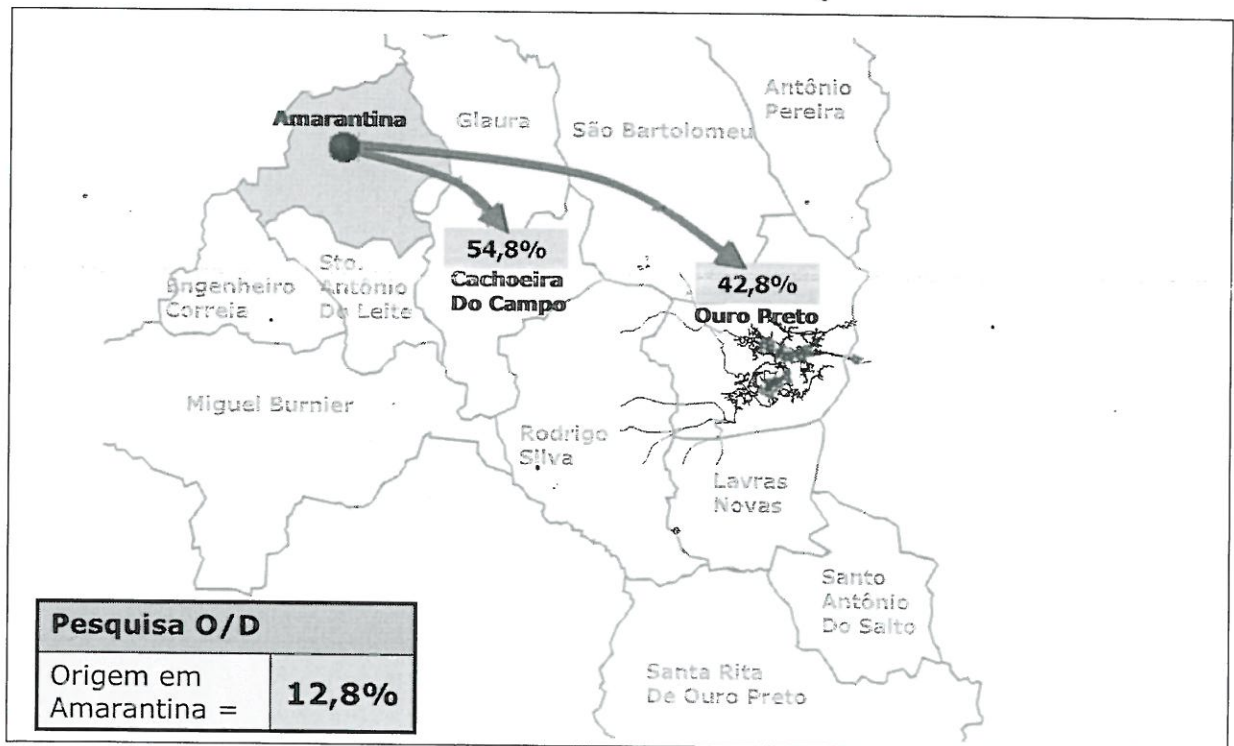 Antônio
Pereira
Amarantina
Glaura
São Bartolomeu
54,8%
Cachoeira
Do Campo
42,8%
Ouro Preto
Sto.
Antônio
Do Leite
Engenheiro
Correia
Miguel Burnier
Rodrigo
Silva
Lavras
Novas
Santo
Antônio
Do Salto
Santa Rita
De Ouro Preto
Pesquisa O/D
Origem em
Amarantina =
12,8%